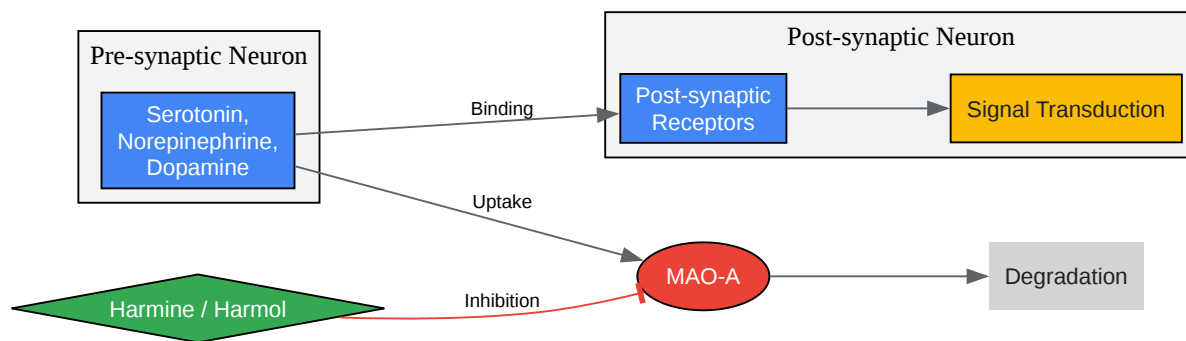 Pre-synaptic Neuron
Serotonin,
Norepinephrine,
Dopamine
Binding
Uptake
Post-synaptic Neuron
Post-synaptic
Receptors
Signal Transduction
Harmine / Harmol
Inhibition
MAO-A
Degradation